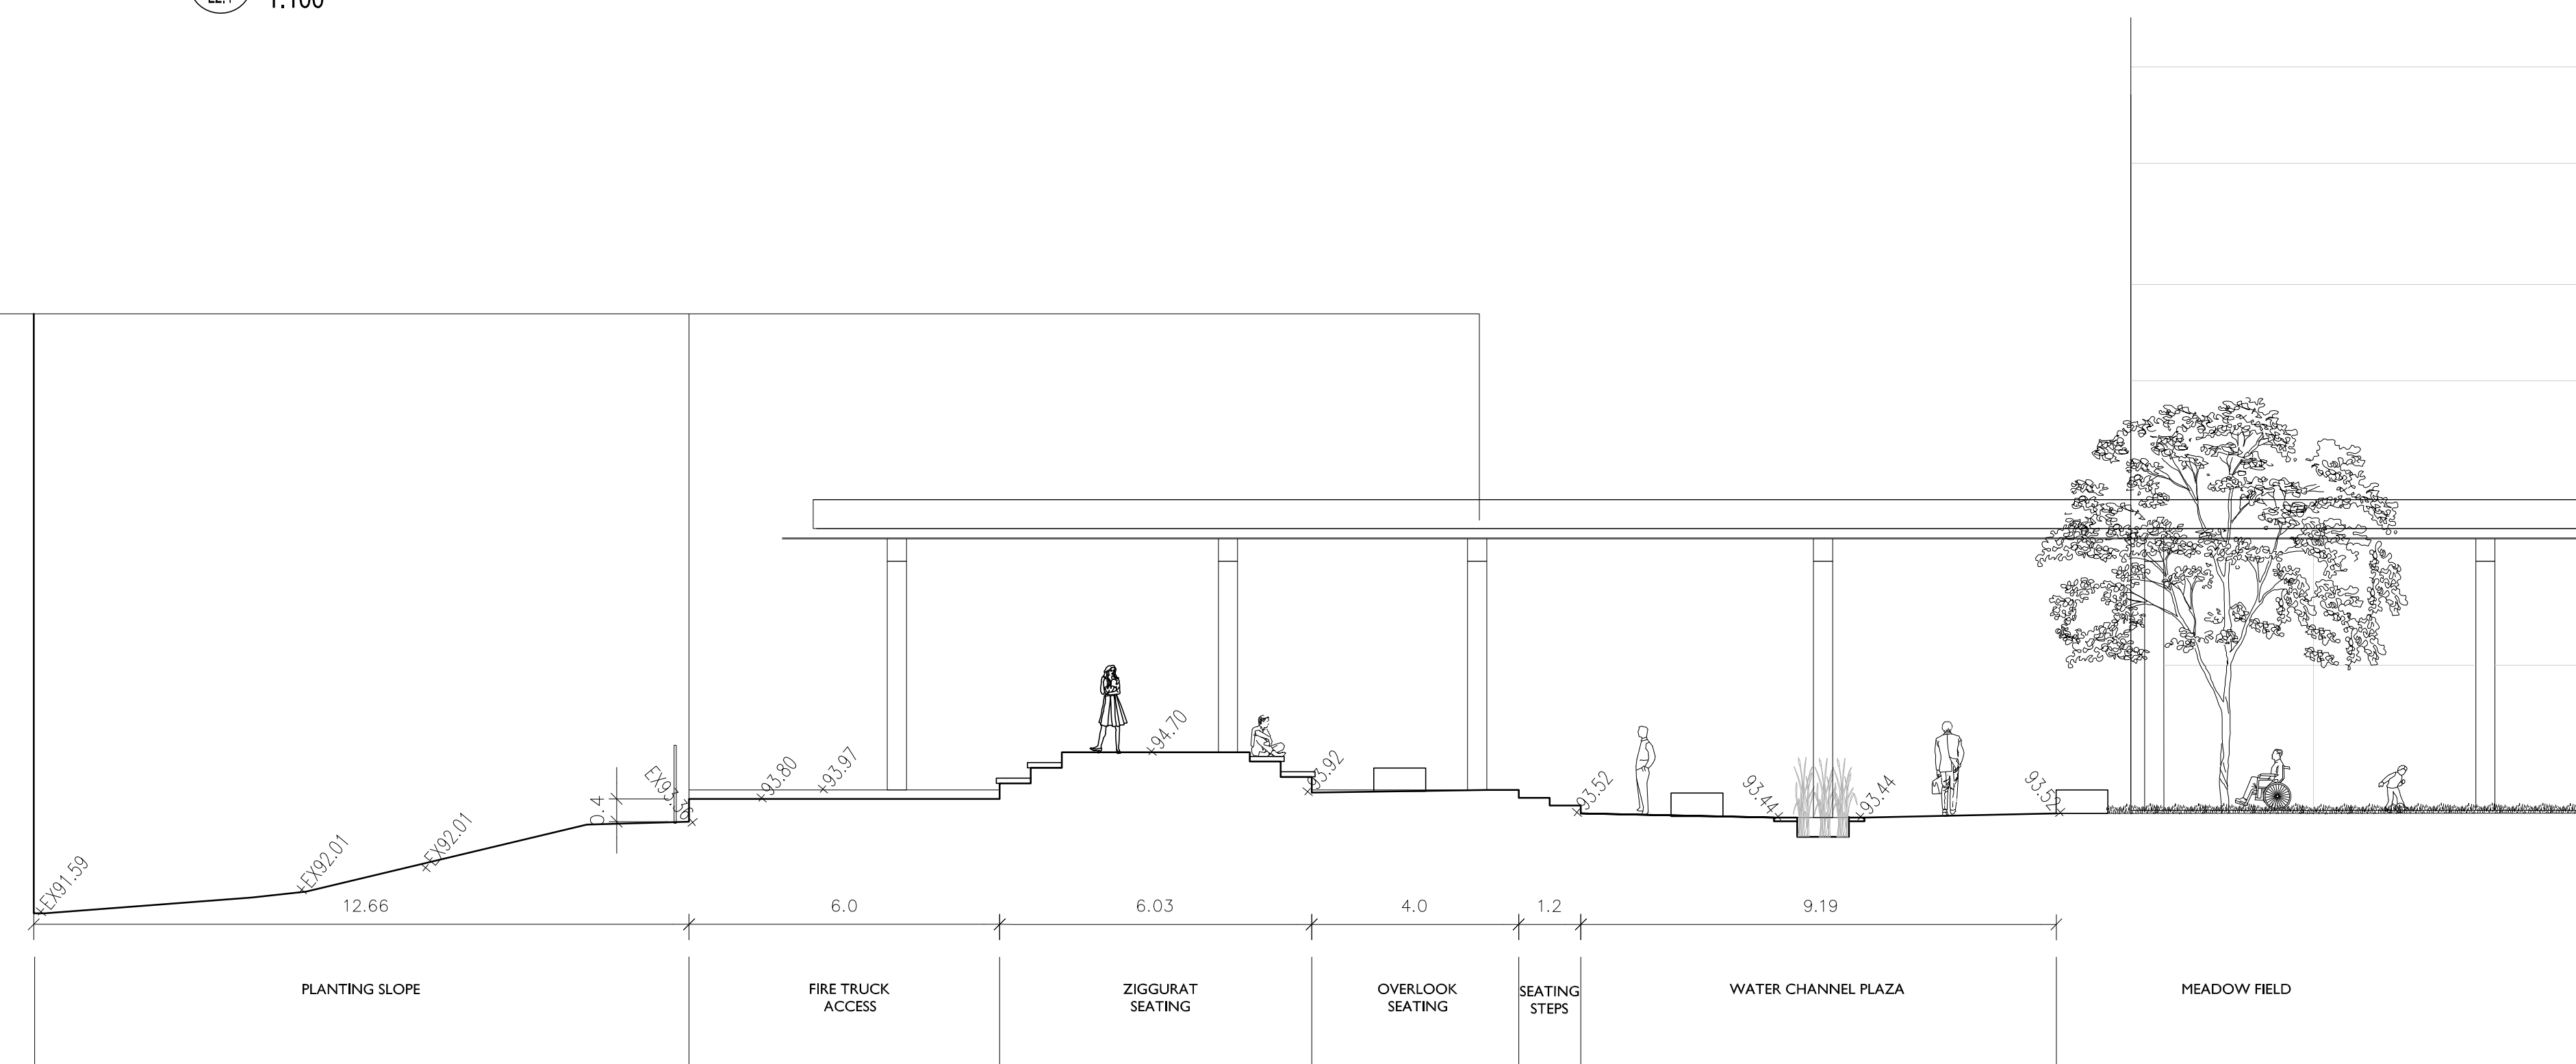 1:100
0.4
EX93.36
+93.80
+93.97
+94.70
93.92
93.52
93.44
93.44
93.52
+EX91.59
+EX92.01
+EX92.01
12.66
6.0
6.03
4.0
1.2
9.19
PLANTING SLOPE
FIRE TRUCK
ACCESS
ZIGGURAT
SEATING
OVERLOOK
SEATING
SEATING
STEPS
WATER CHANNEL PLAZA
MEADOW FIELD